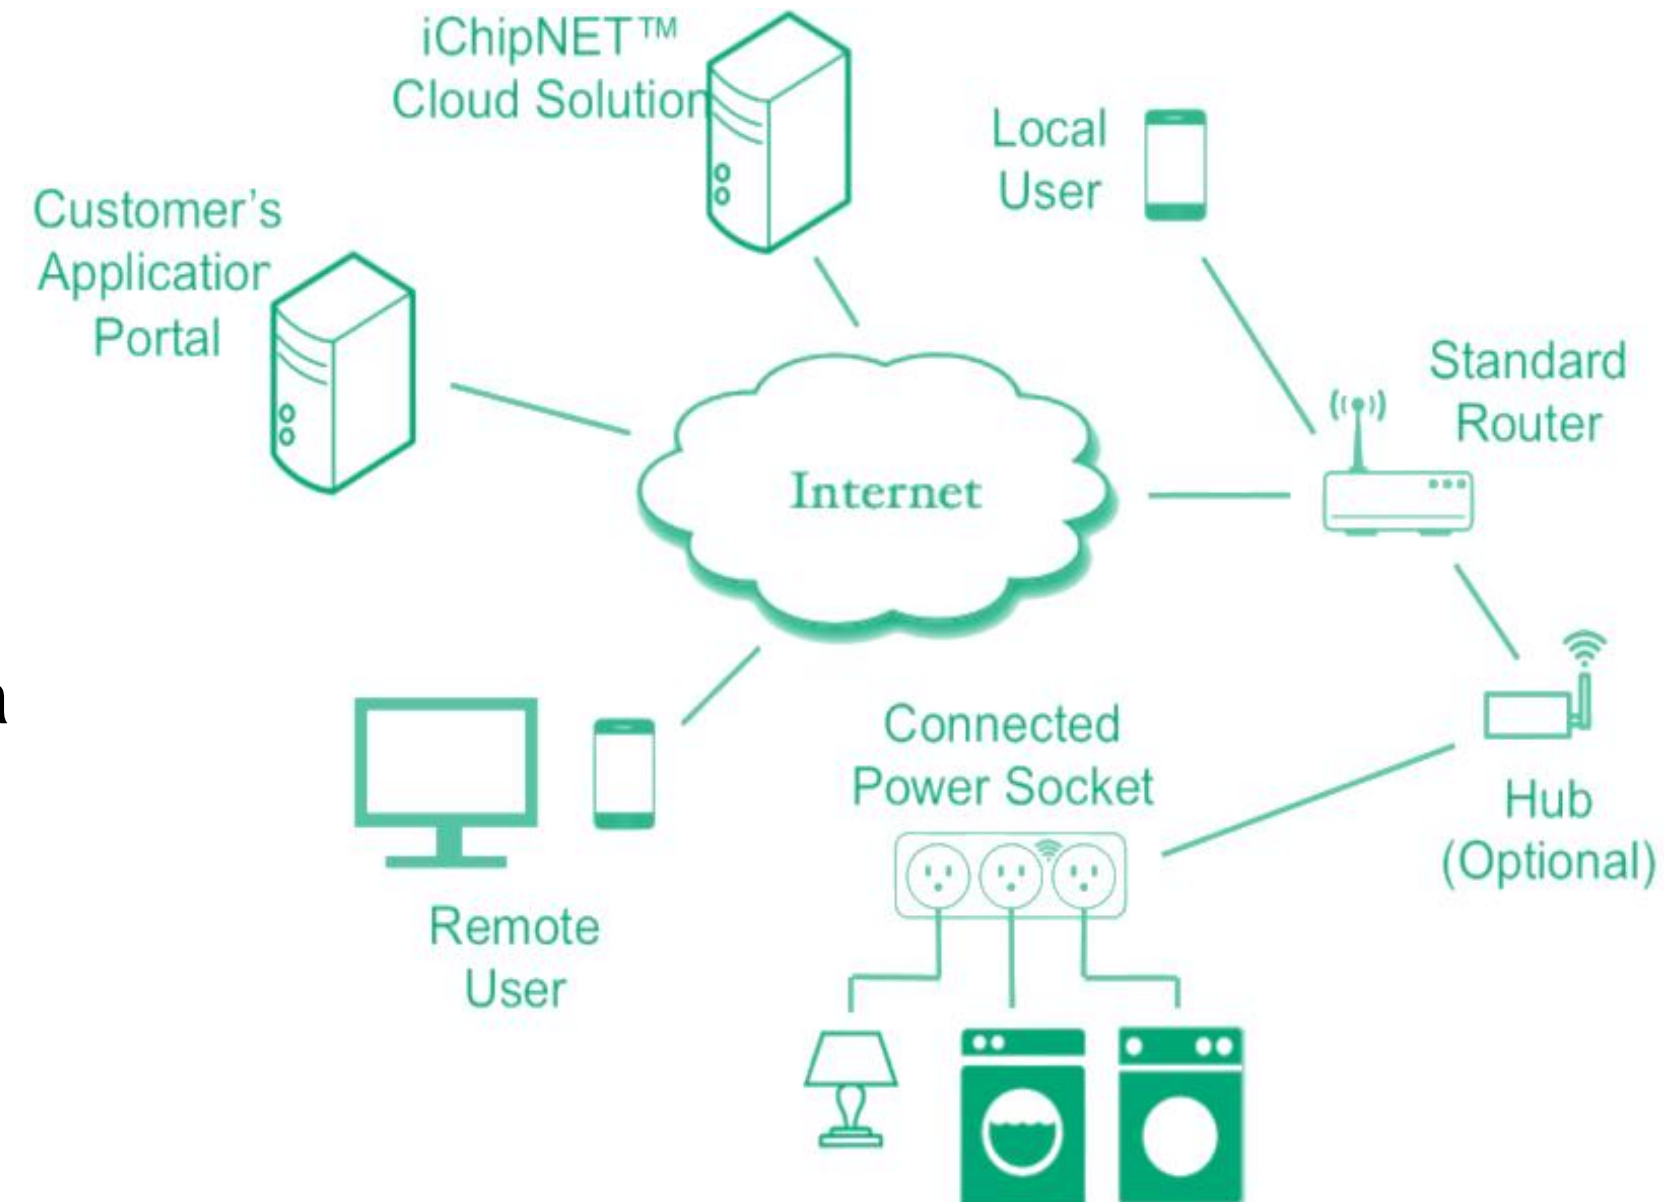 iChipNET™
Cloud Solution
Local
User
Customer's
Application
Portal
Standard
Router
Internet
Connected
Power Socket
Hub
(Optional)
Remote
User
a